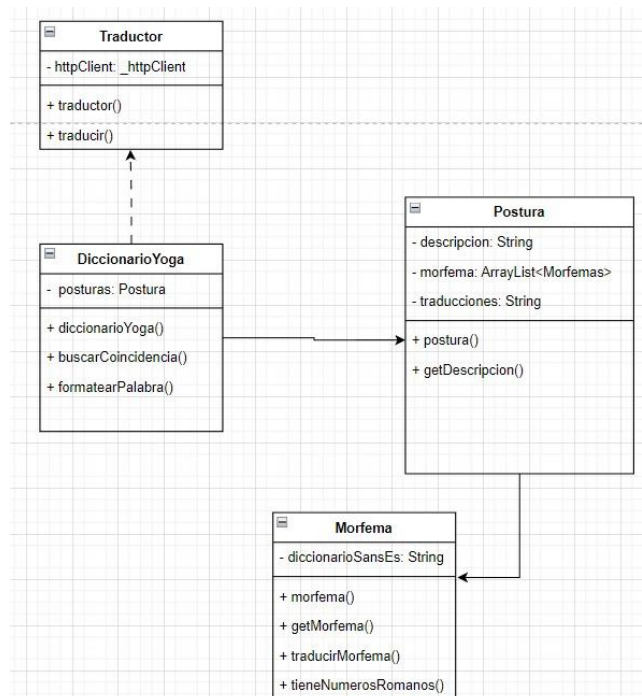 Traductor
- httpClient: _httpClient
+ traductor()
+ traducir()
DiccionarioYoga
- posturas: Postura
+ diccionarioYoga()
+ buscarCoincidencia()
+ formatearPalabra()
Postura
- descripcion: String
- morfema: ArrayList<Morfemas>
- traducciones: String
+ postura()
+ getDescripcion()
Morfema
- diccionarioSansEs: String
+ morfema()
+ getMorfema()
+ traducirMorfema()
+ tieneNumerosRomanos()